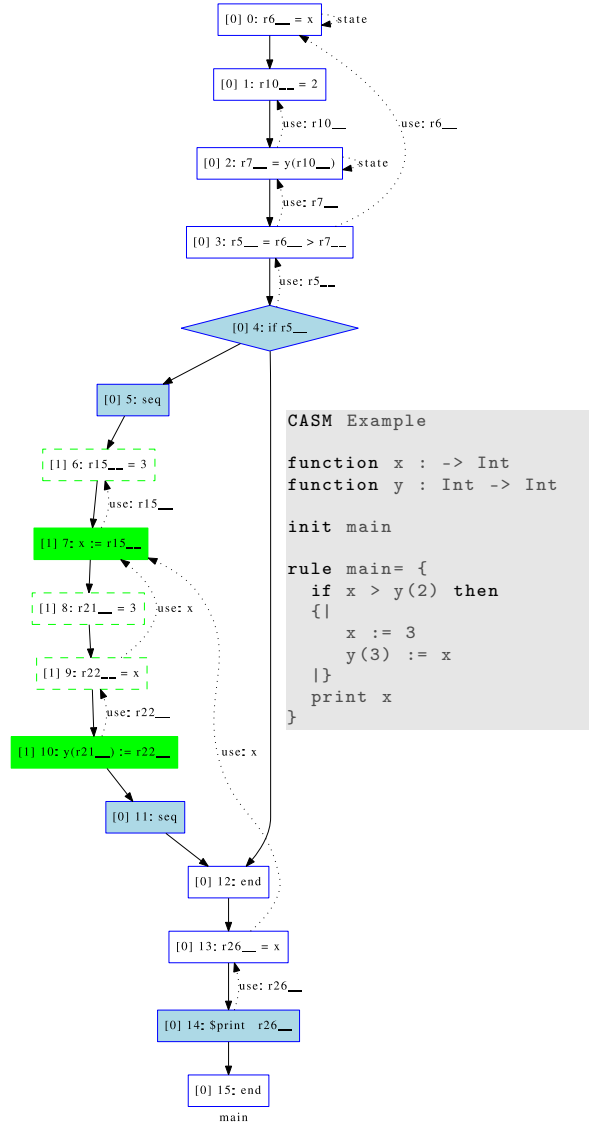 [0] 0: r6__ = x
state
[0] 1: r10__ = 2
use: r10__
use: r6__
[0] 2: r7__ = y(r10__)
state
use: r7__
[0] 3: r5__ = r6__ > r7__
use: r5__
[0] 4: if r5__
[0] 5: seq
[1] 6: r15__ = 3
use: r15__
[1] 7: x := r15__
[1] 8: r21__ = 3
use: x
[1] 9: r22__ = x
use: r22__
[1] 10: y(r21__) := r22__
use: x
[0] 11: seq
[0] 12: end
[0] 13: r26__ = x
use: r26__
[0] 14: $print r26__
[0] 15: end
main
CASM Example
function x : -> Int
function y : Int -> Int
init main
rule main= {
if x > y(2) then
{|
x := 3
y(3) := x
|}
print x
}